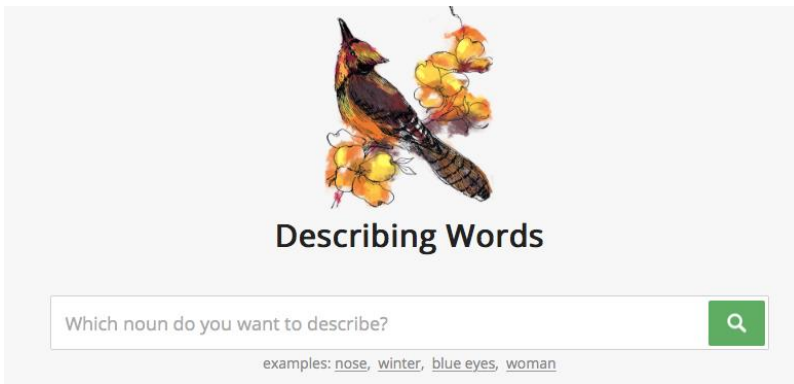 Describing Words
Which noun do you want to describe?
examples: nose, winter, blue eyes, woman